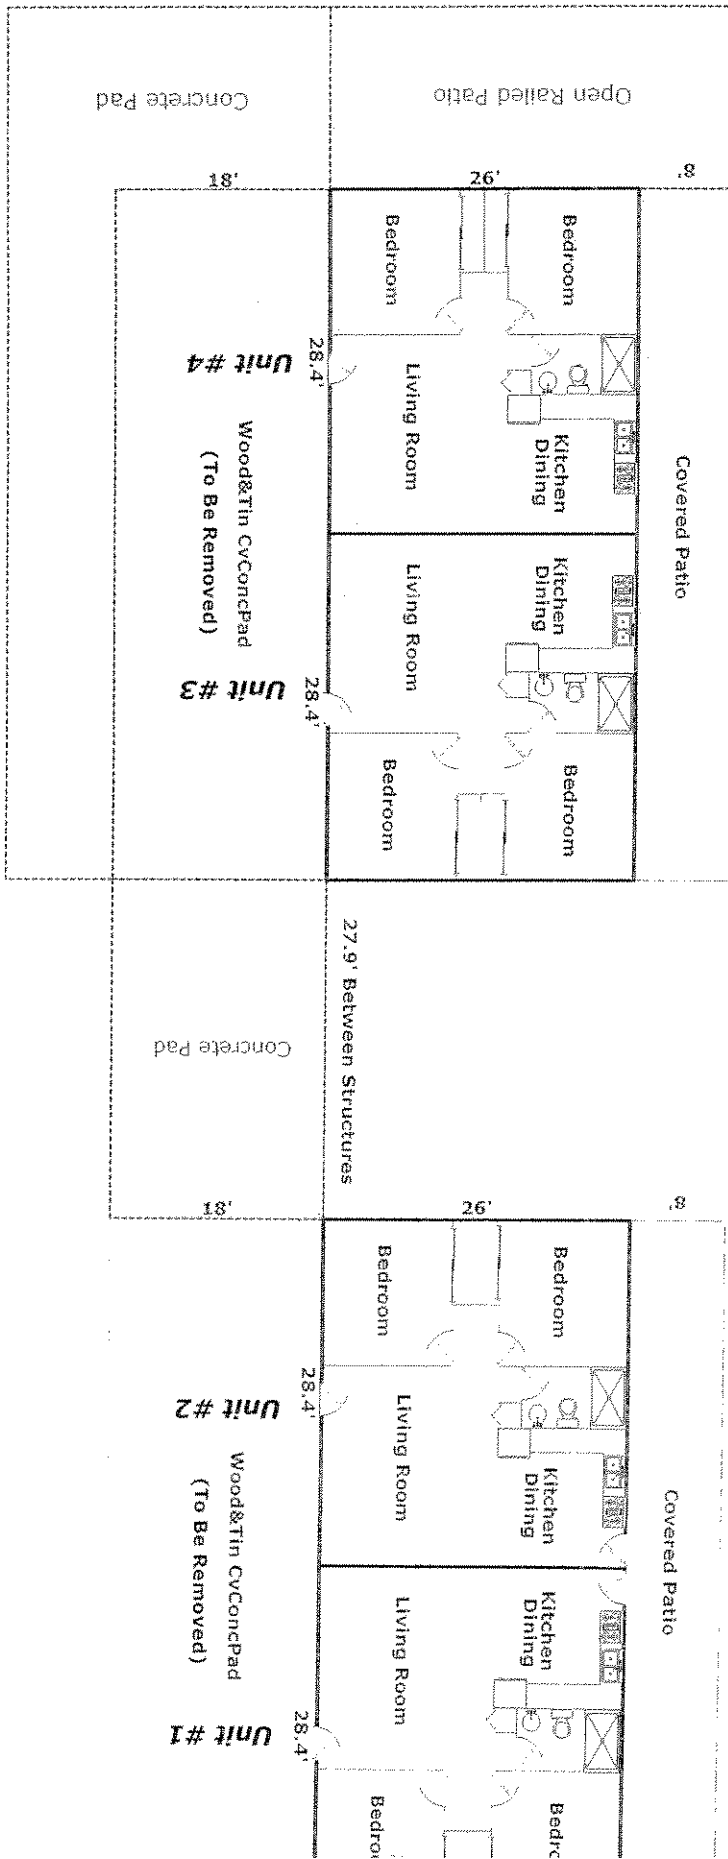 Concrete Pad
Open Railed Patio
18'
26'
8'
Bedroom
Bedroom
Unit #4
28.4'
Living Room
Kitchen
Dining
Wood&Tin CvConcPad
(To Be Removed)
Covered Patio
Living Room
Kitchen
Dining
Unit #3
28.4'
Bedroom
Bedroom
27.9' Between Structures
Concrete Pad
18'
26'
8'
Bedroom
Bedroom
Unit #2
28.4'
Living Room
Kitchen
Dining
Wood&Tin CvConcPad
(To Be Removed)
Covered Patio
Living Room
Kitchen
Dining
Unit #1
28.4'
Bedro
Bedro